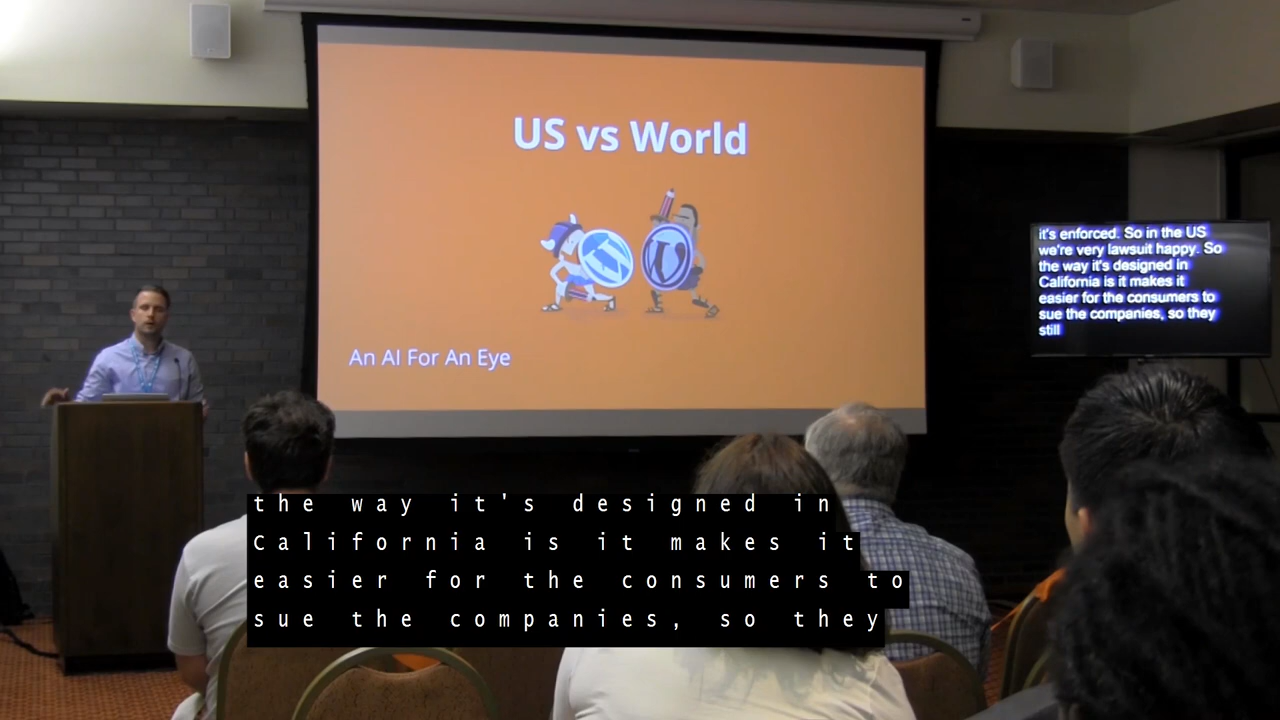 US vs World
An AI For An Eye
it's enforced. So in the US
we're very lawsuit happy. So
the way it's designed in
California is it makes it
easier for the consumers to
sue the companies, so they
still
the way it's designed in
California is it makes it
easier for the consumers to
sue the companies, so they